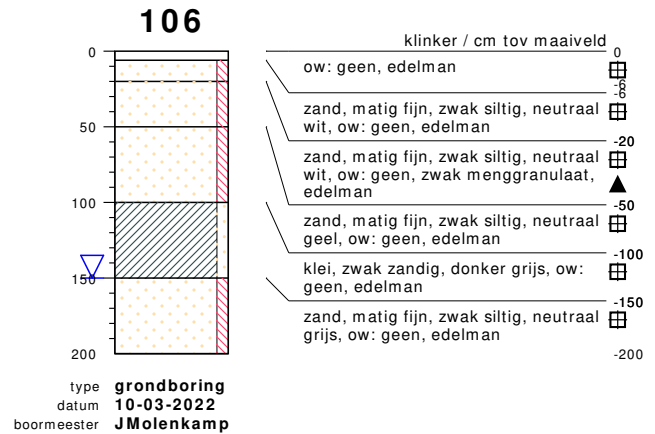 106
klinker / cm tov maaiveld
0
0
ow: geen, edelman
-6
-6
zand, matig fijn, zwak siltig, neutraal
wit, ow: geen, edelman
-20
50
zand, matig fijn, zwak siltig, neutraal
wit, ow: geen, zwak menggranulaat,
edelman
-50
100
zand, matig fijn, zwak siltig, neutraal
geel, ow: geen, edelman
-100
klei, zwak zandig, donker grijs, ow:
geen, edelman
150
-150
zand, matig fijn, zwak siltig, neutraal
grijs, ow: geen, edelman
200
-200
type grondboring
datum 10-03-2022
boormeester JMolenkamp